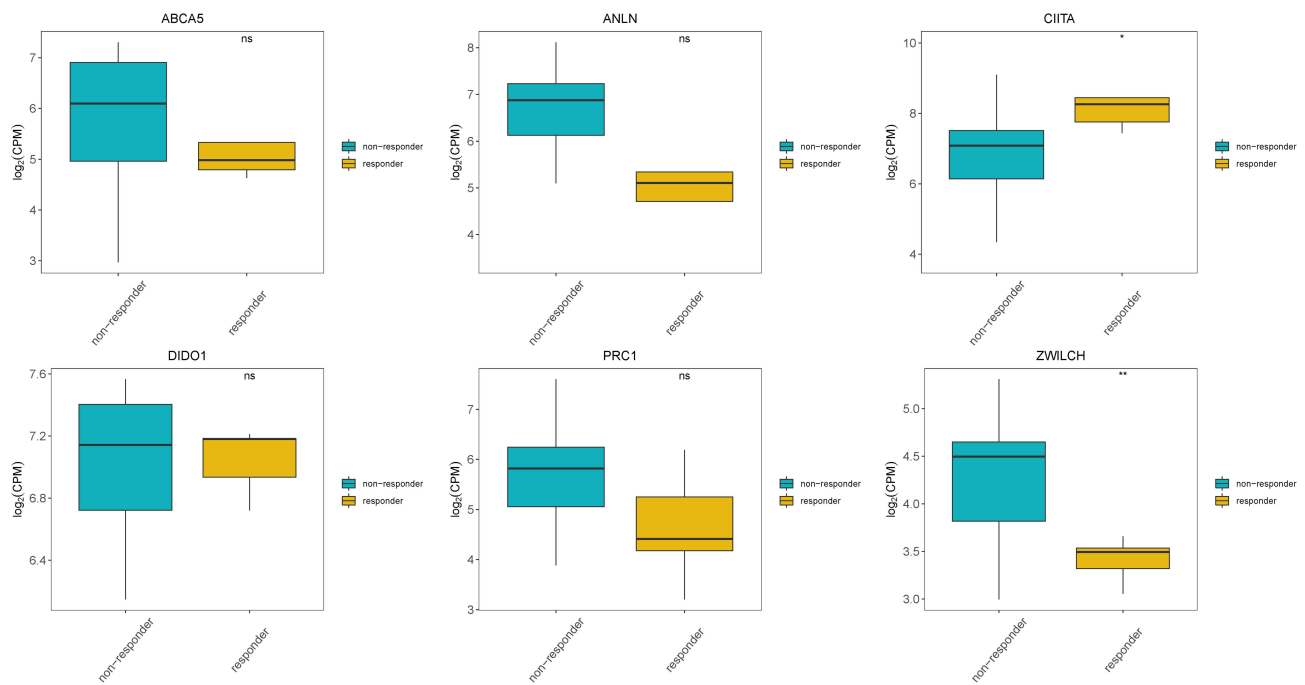 ABCA5
ns
7
6
5
4
3
log2(CPM)
non-responder
responder
non-responder
responder
ANLN
ns
8
7
6
5
4
log2(CPM)
non-responder
responder
non-responder
responder
CIITA
*
10
8
6
4
log2(CPM)
non-responder
responder
non-responder
responder
DIDO1
ns
7.6
7.2
6.8
6.4
log2(CPM)
non-responder
responder
non-responder
responder
PRC1
ns
7
6
5
4
3
log2(CPM)
non-responder
responder
non-responder
responder
ZWILCH
**
5.0
4.5
4.0
3.5
3.0
log2(CPM)
non-responder
responder
non-responder
responder